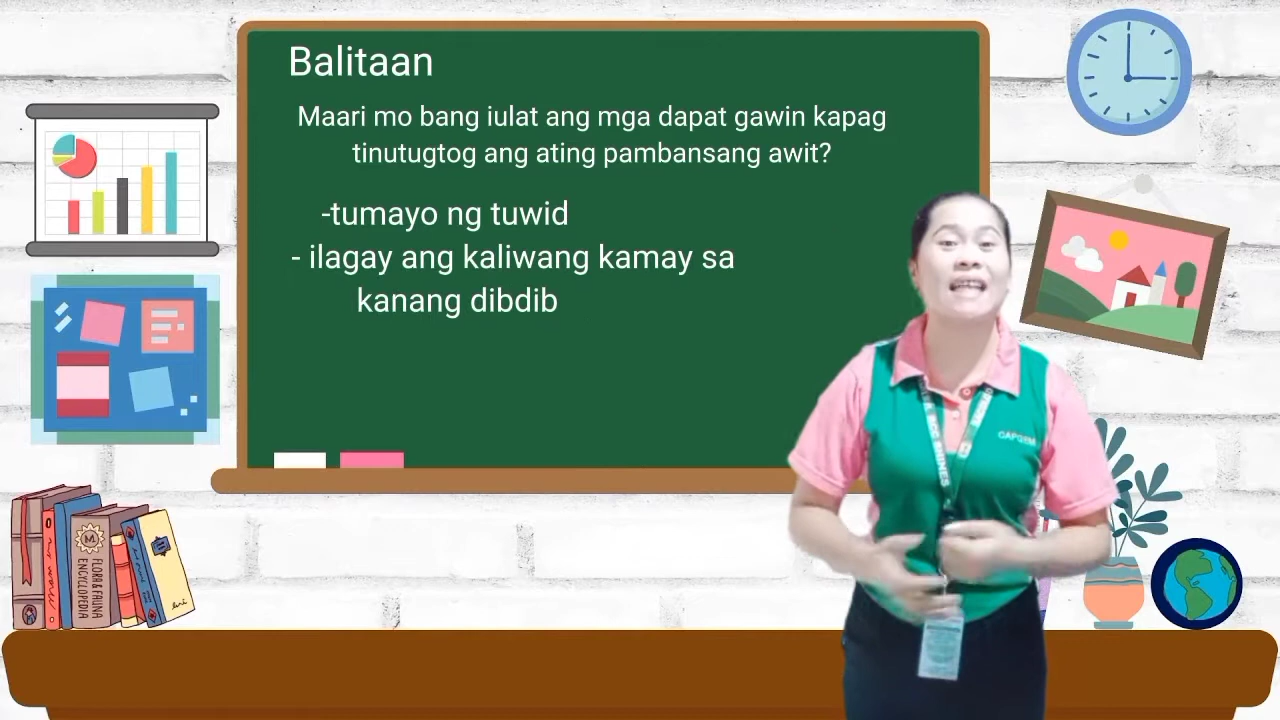 Balitaan
Maari mo bang iulat ang mga dapat gawin kapag
tinutugtog ang ating pambansang awit?
-tumayo ng tuwid
- ilagay ang kaliwang kamay sa
kanang dibdib
FLORA & FAUNA
ENCYCLOPEDIA
M